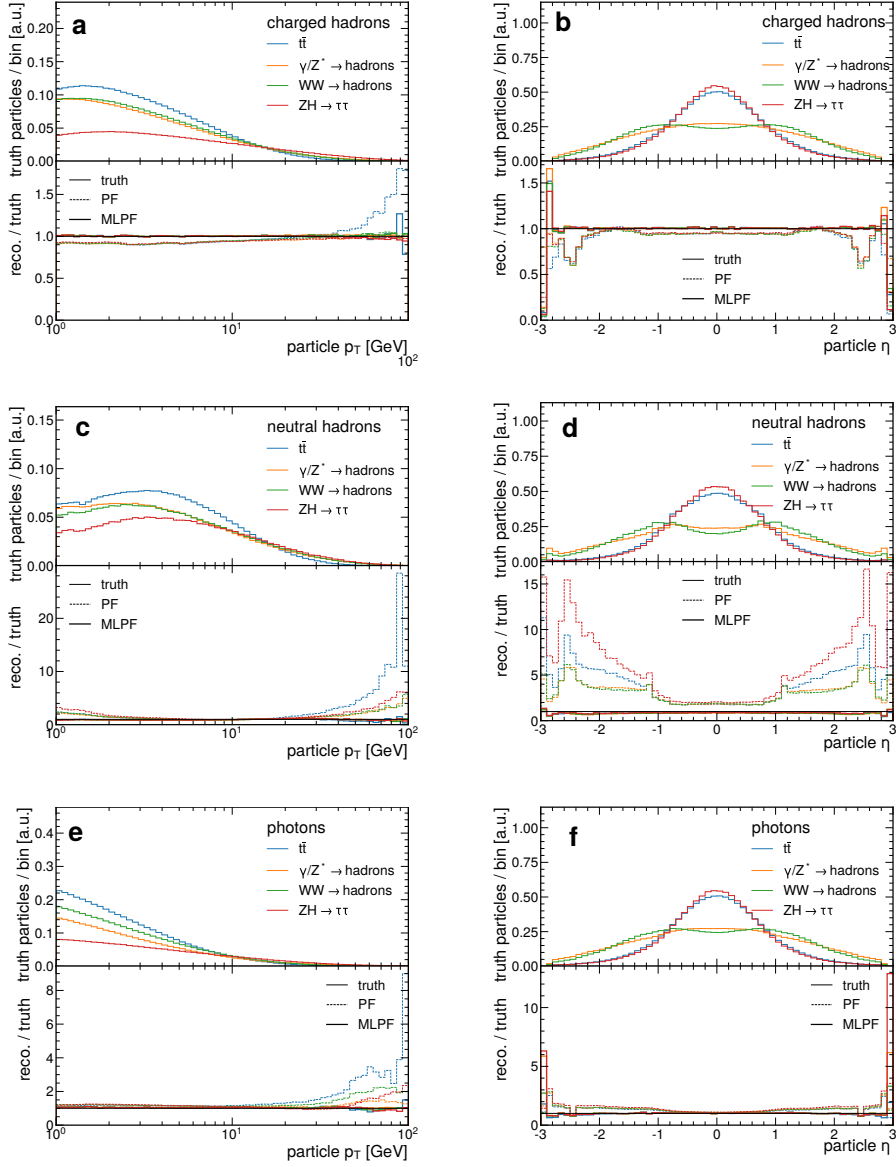 a
charged hadrons
tt̄
γ/Z* → hadrons
WW → hadrons
ZH → ττ
truth particles / bin [a.u.]
0.20
0.15
0.10
0.05
0.00
truth
PF
MLPF
reco. / truth
1.5
1.0
0.5
0.0
10⁰
10¹
10²
particle pT [GeV]
b
charged hadrons
tt̄
γ/Z* → hadrons
WW → hadrons
ZH → ττ
truth particles / bin [a.u.]
1.00
0.75
0.50
0.25
0.00
truth
PF
MLPF
reco. / truth
1.5
1.0
0.5
0.0
-3
-2
-1
0
1
2
3
particle η
c
neutral hadrons
tt̄
γ/Z* → hadrons
WW → hadrons
ZH → ττ
truth particles / bin [a.u.]
0.15
0.10
0.05
0.00
truth
PF
MLPF
reco. / truth
20
10
0
10⁰
10¹
10²
particle pT [GeV]
d
neutral hadrons
tt̄
γ/Z* → hadrons
WW → hadrons
ZH → ττ
truth particles / bin [a.u.]
1.00
0.75
0.50
0.25
0.00
truth
PF
MLPF
reco. / truth
15
10
5
0
-3
-2
-1
0
1
2
3
particle η
e
photons
tt̄
γ/Z* → hadrons
WW → hadrons
ZH → ττ
truth particles / bin [a.u.]
0.4
0.3
0.2
0.1
0.0
truth
PF
MLPF
reco. / truth
8
6
4
2
0
10⁰
10¹
10²
particle pT [GeV]
f
photons
tt̄
γ/Z* → hadrons
WW → hadrons
ZH → ττ
truth particles / bin [a.u.]
1.00
0.75
0.50
0.25
0.00
truth
PF
MLPF
reco. / truth
10
5
0
-3
-2
-1
0
1
2
3
particle η